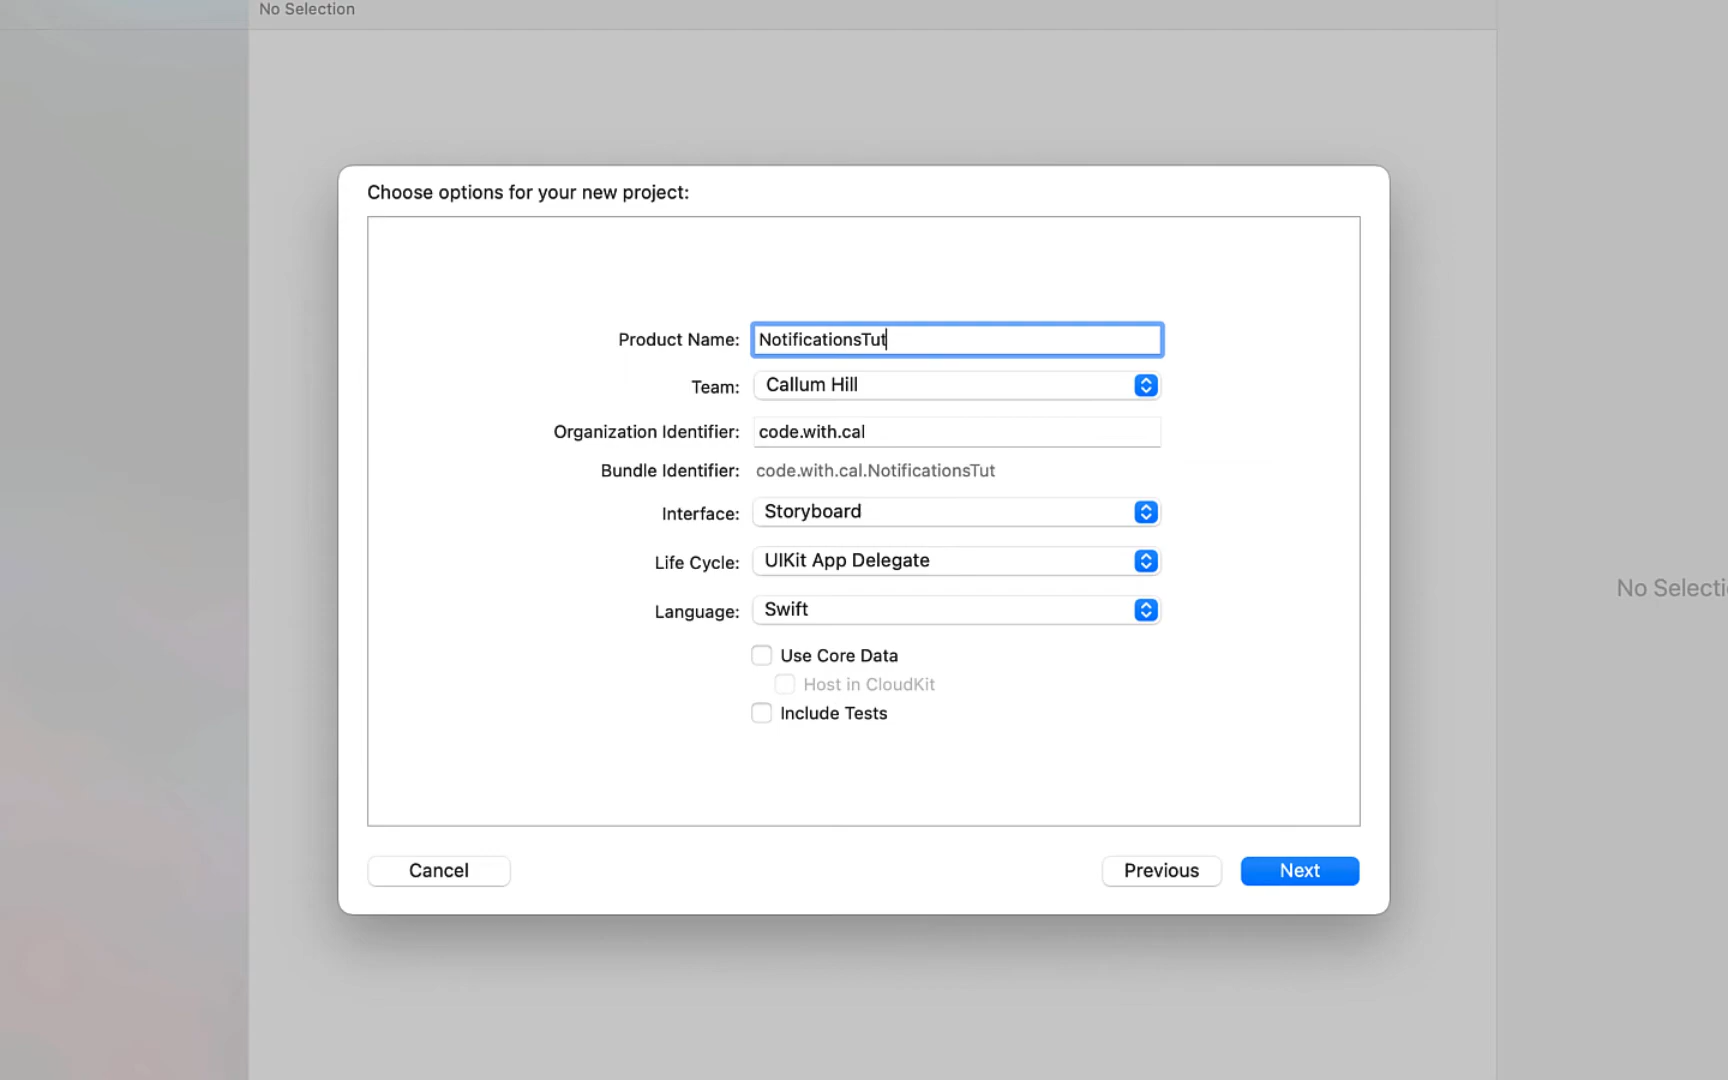 No Selection
Choose options for your new project:
Product Name: NotificationsTut
Team: Callum Hill
Organization Identifier: code.with.cal
Bundle Identifier: code.with.cal.NotificationsTut
Interface: Storyboard
Life Cycle: UIKit App Delegate
No Selecti
Language: Swift
Use Core Data
Host in CloudKit
Include Tests
Cancel Previous Next